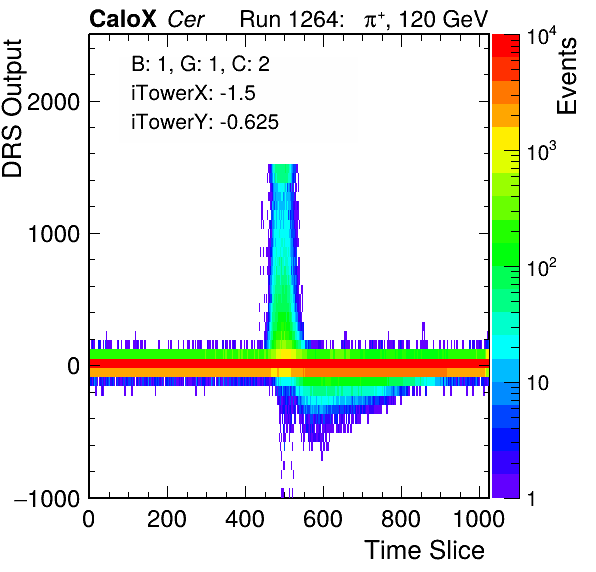 CaloX Cer Run 1264: π⁺, 120 GeV
B: 1, G: 1, C: 2
iTowerX: -1.5
iTowerY: -0.625
DRS Output
2000
1000
0
−1000
0 200 400 600 800 1000
Time Slice
Events
10⁴
10³
10²
10
1